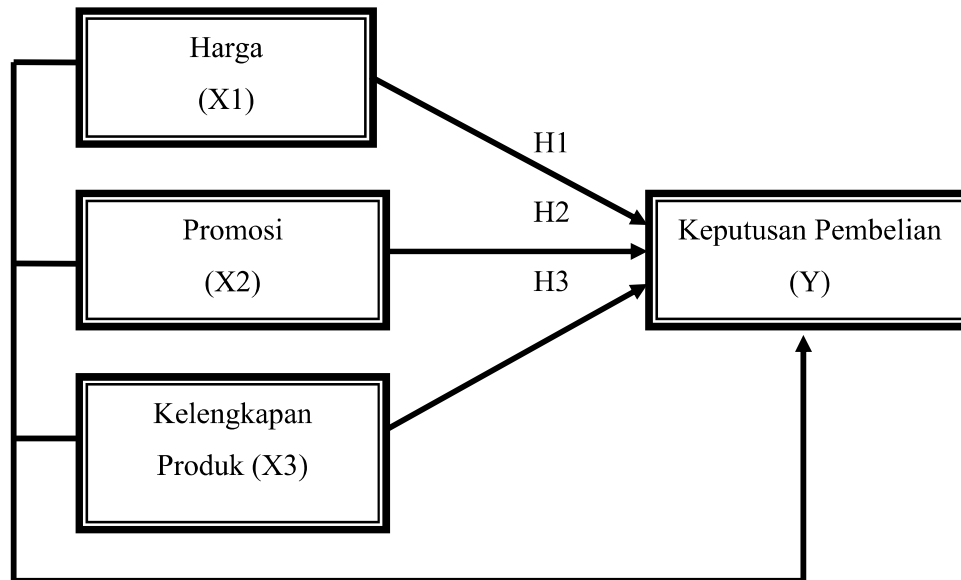 Harga
(X1)
H1
H2
Promosi
(X2)
Keputusan Pembelian
(Y)
H3
Kelengkapan
Produk (X3)